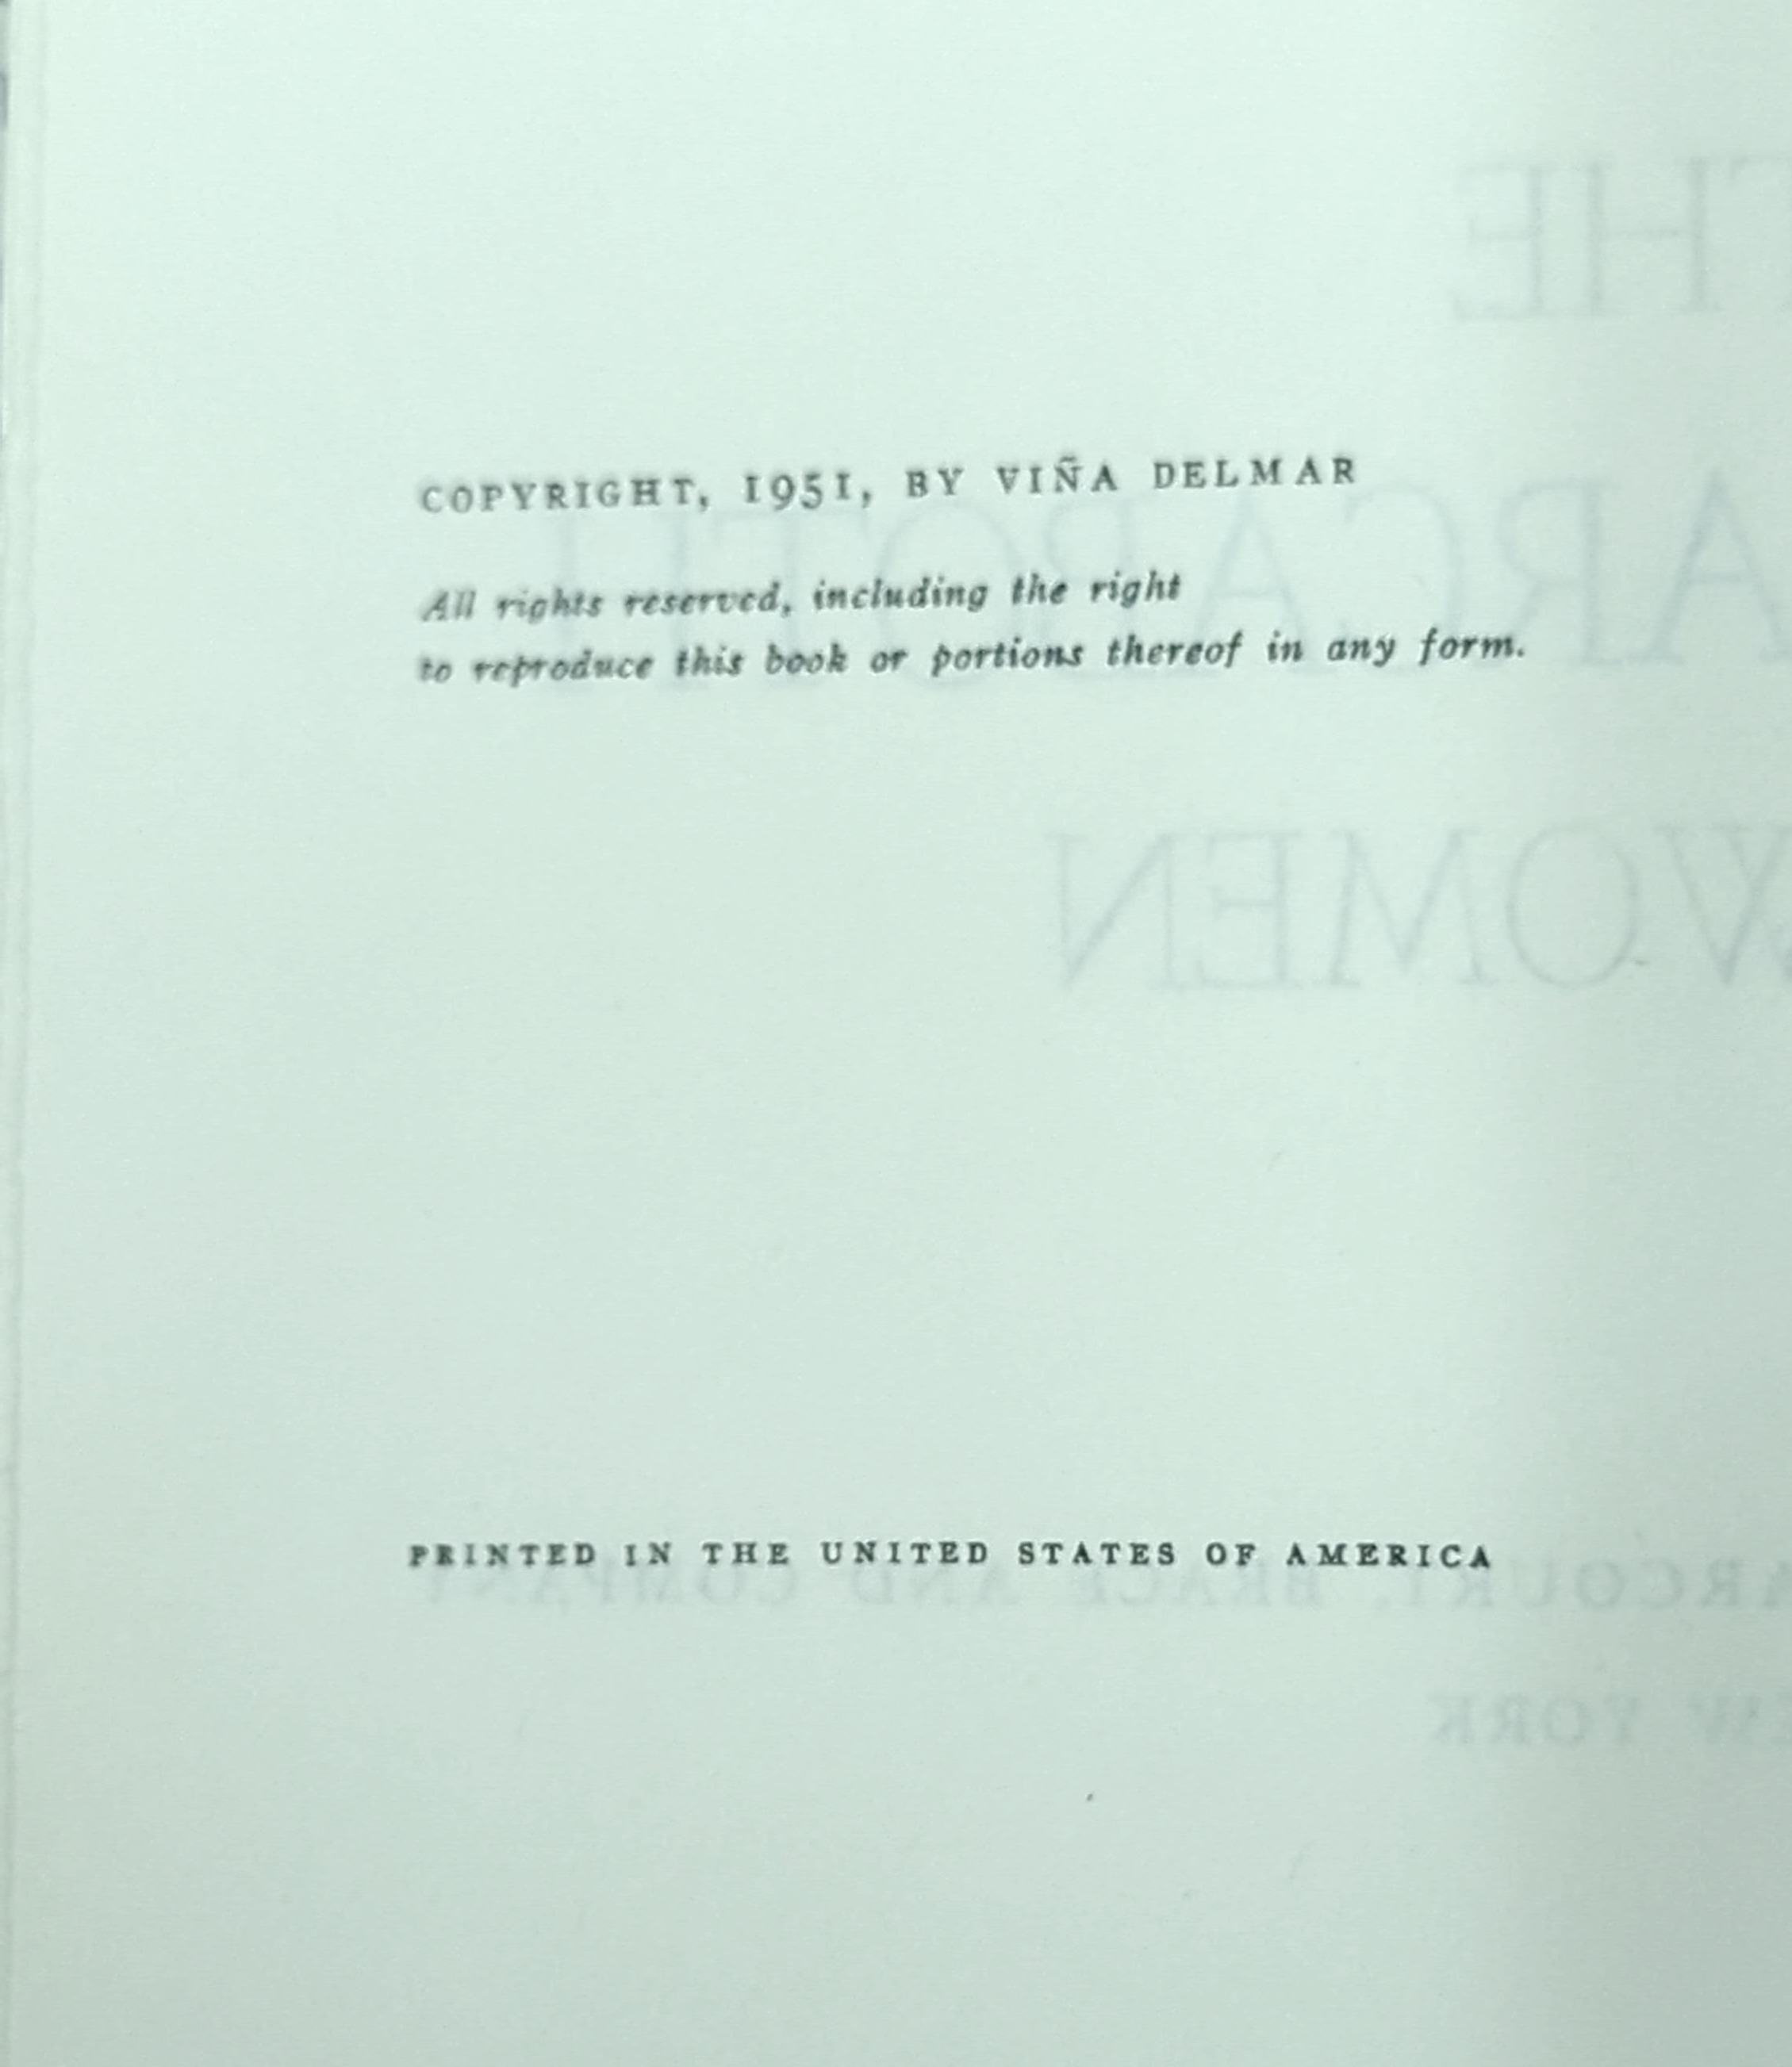 COPYRIGHT, 1951, BY VIÑA DELMAR
All rights reserved, including the right
to reproduce this book or portions thereof in any form.
PRINTED IN THE UNITED STATES OF AMERICA